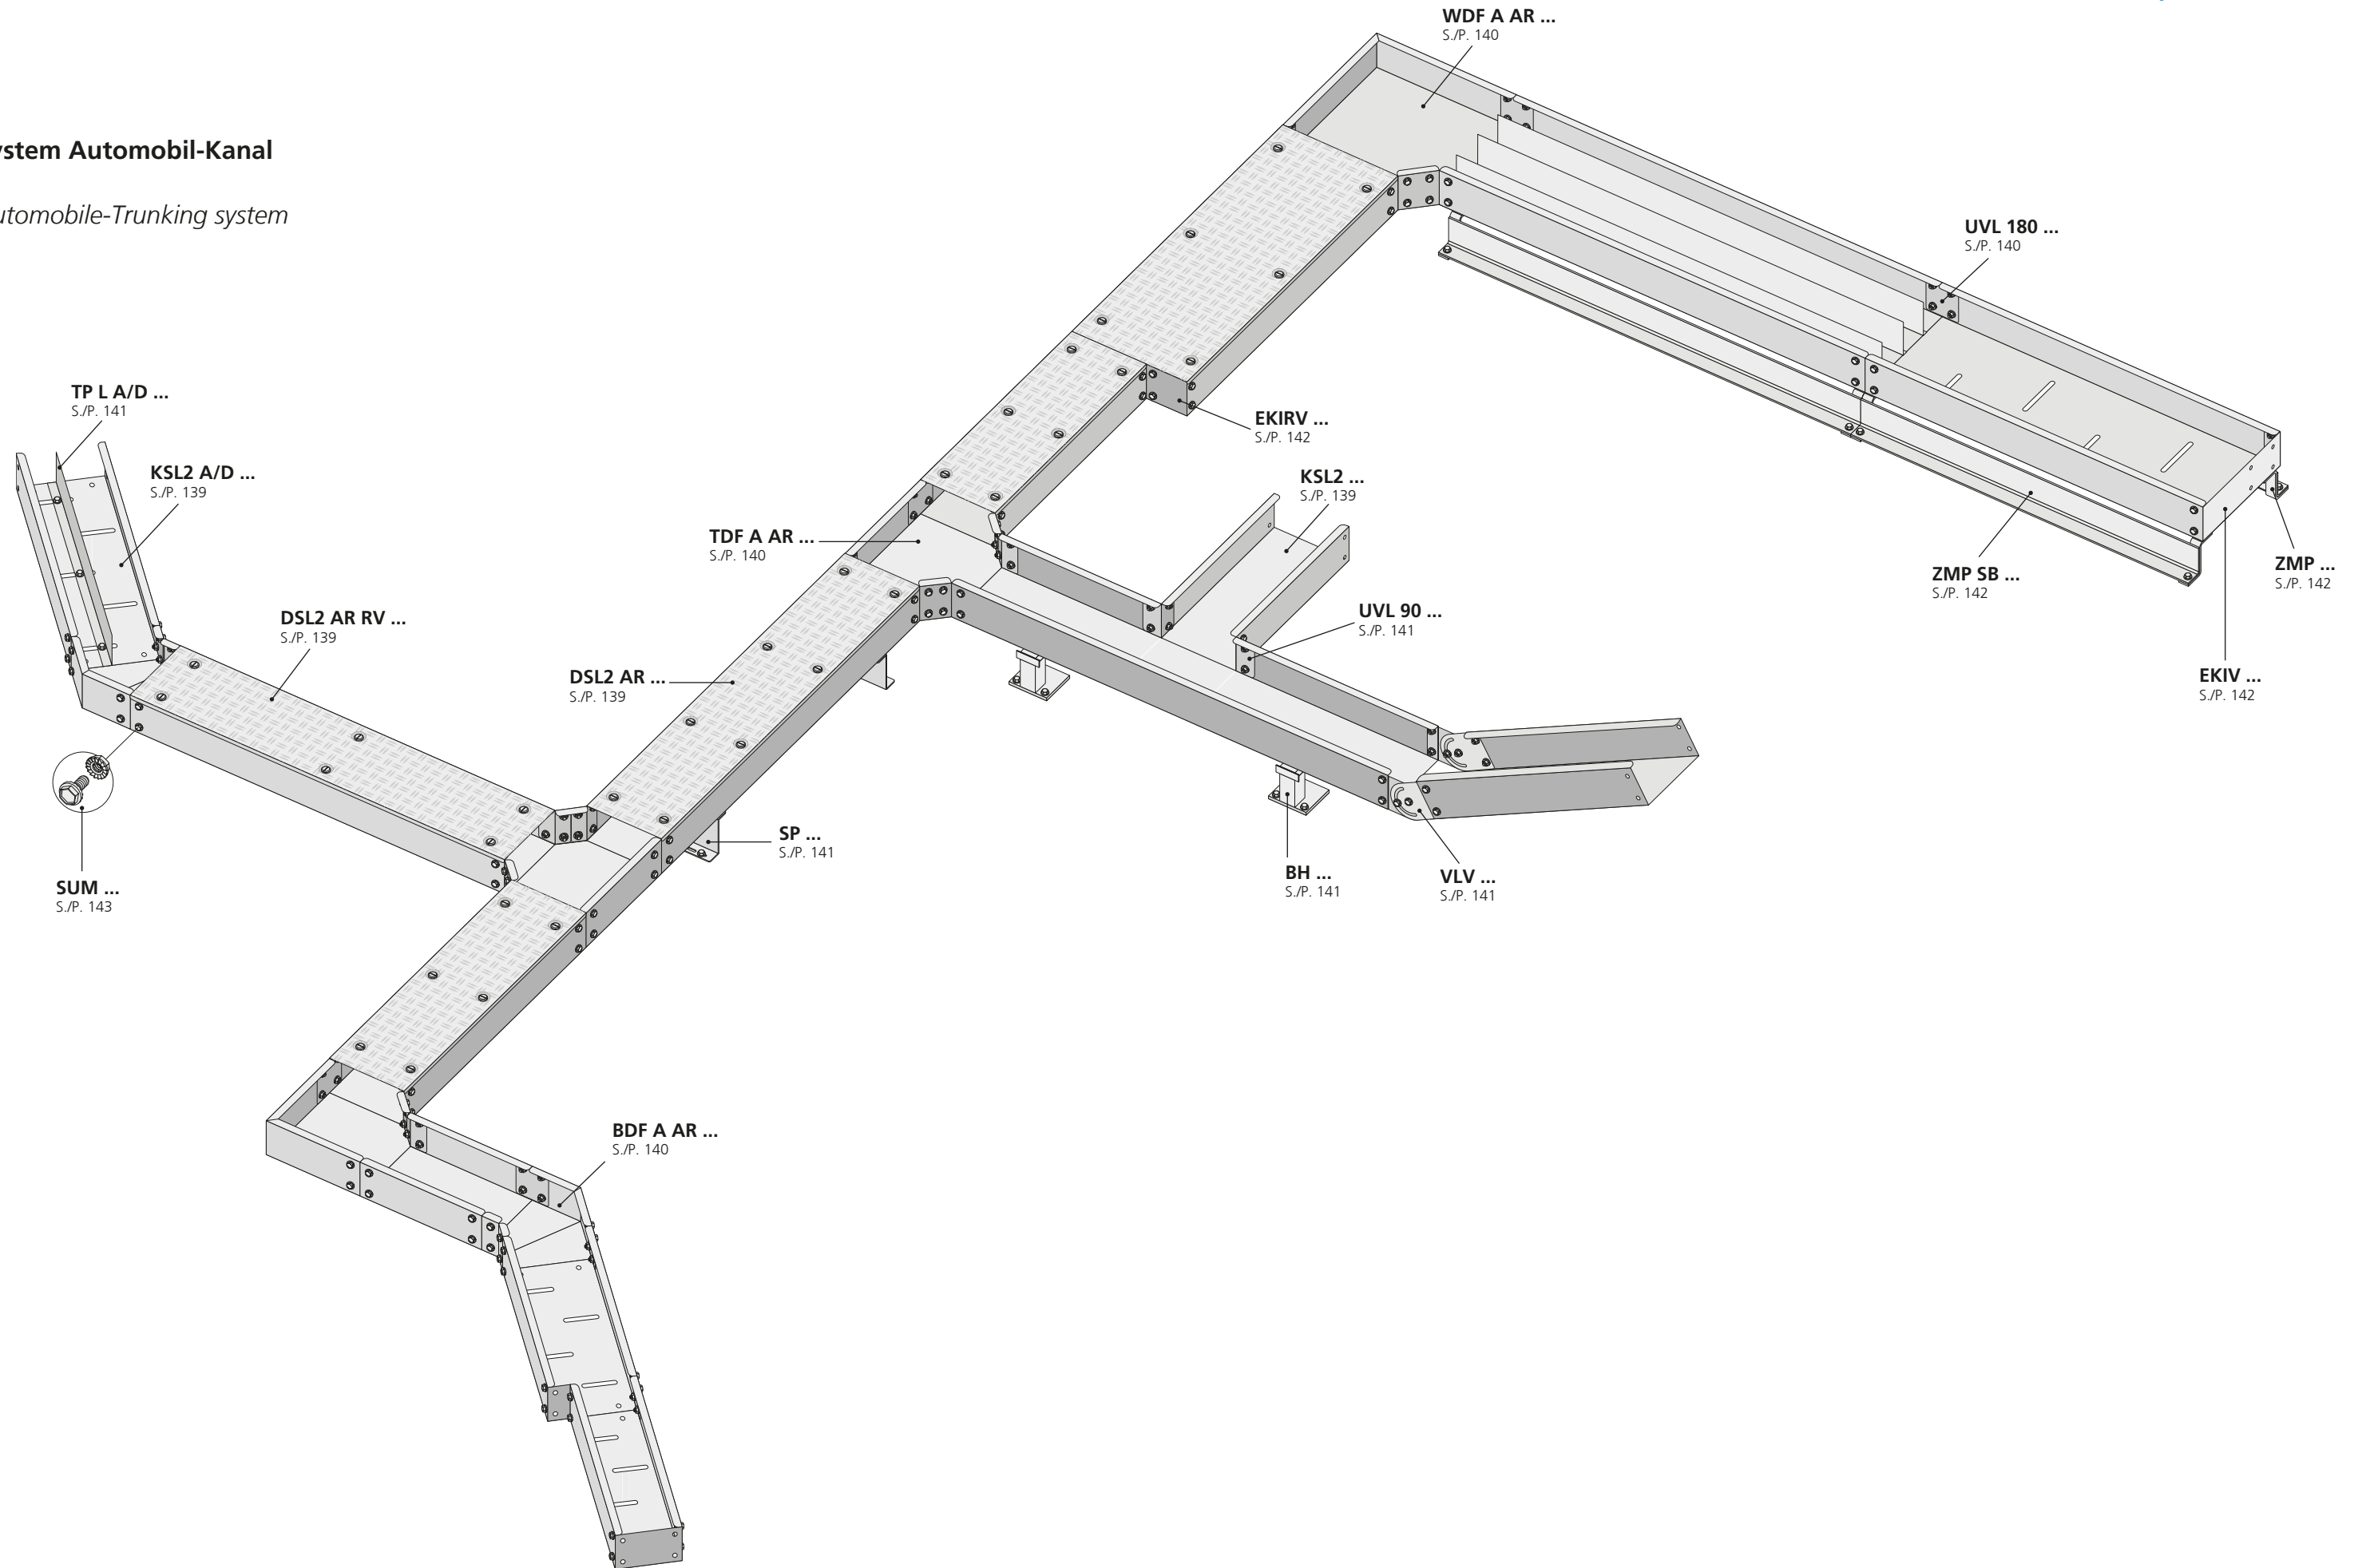 WDF A AR ...
S./P. 140
ystem Automobil-Kanal
utomobile-Trunking system
UVL 180 ...
S./P. 140
TP L A/D ...
S./P. 141
KSL2 A/D ...
S./P. 139
EKIRV ...
S./P. 142
KSL2 ...
S./P. 139
TDF A AR ...
S./P. 140
ZMP SB ...
S./P. 142
ZMP ...
S./P. 142
DSL2 AR RV ...
S./P. 139
UVL 90 ...
S./P. 141
DSL2 AR ...
S./P. 139
EKIV ...
S./P. 142
SP ...
S./P. 141
BH ...
S./P. 141
VLV ...
S./P. 141
SUM ...
S./P. 143
BDF A AR ...
S./P. 140